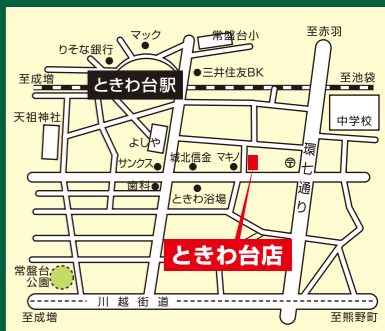 マック
常盤台小
至赤羽
りそな銀行
三井住友BK
至成増
ときわ台駅
至池袋
天祖神社
中学校
よしや
サンクス
城北信金
マキノ
〒
環七通り
歯科
ときわ浴場
ときわ台店
常盤台
公園
川越街道
至成増
至熊野町